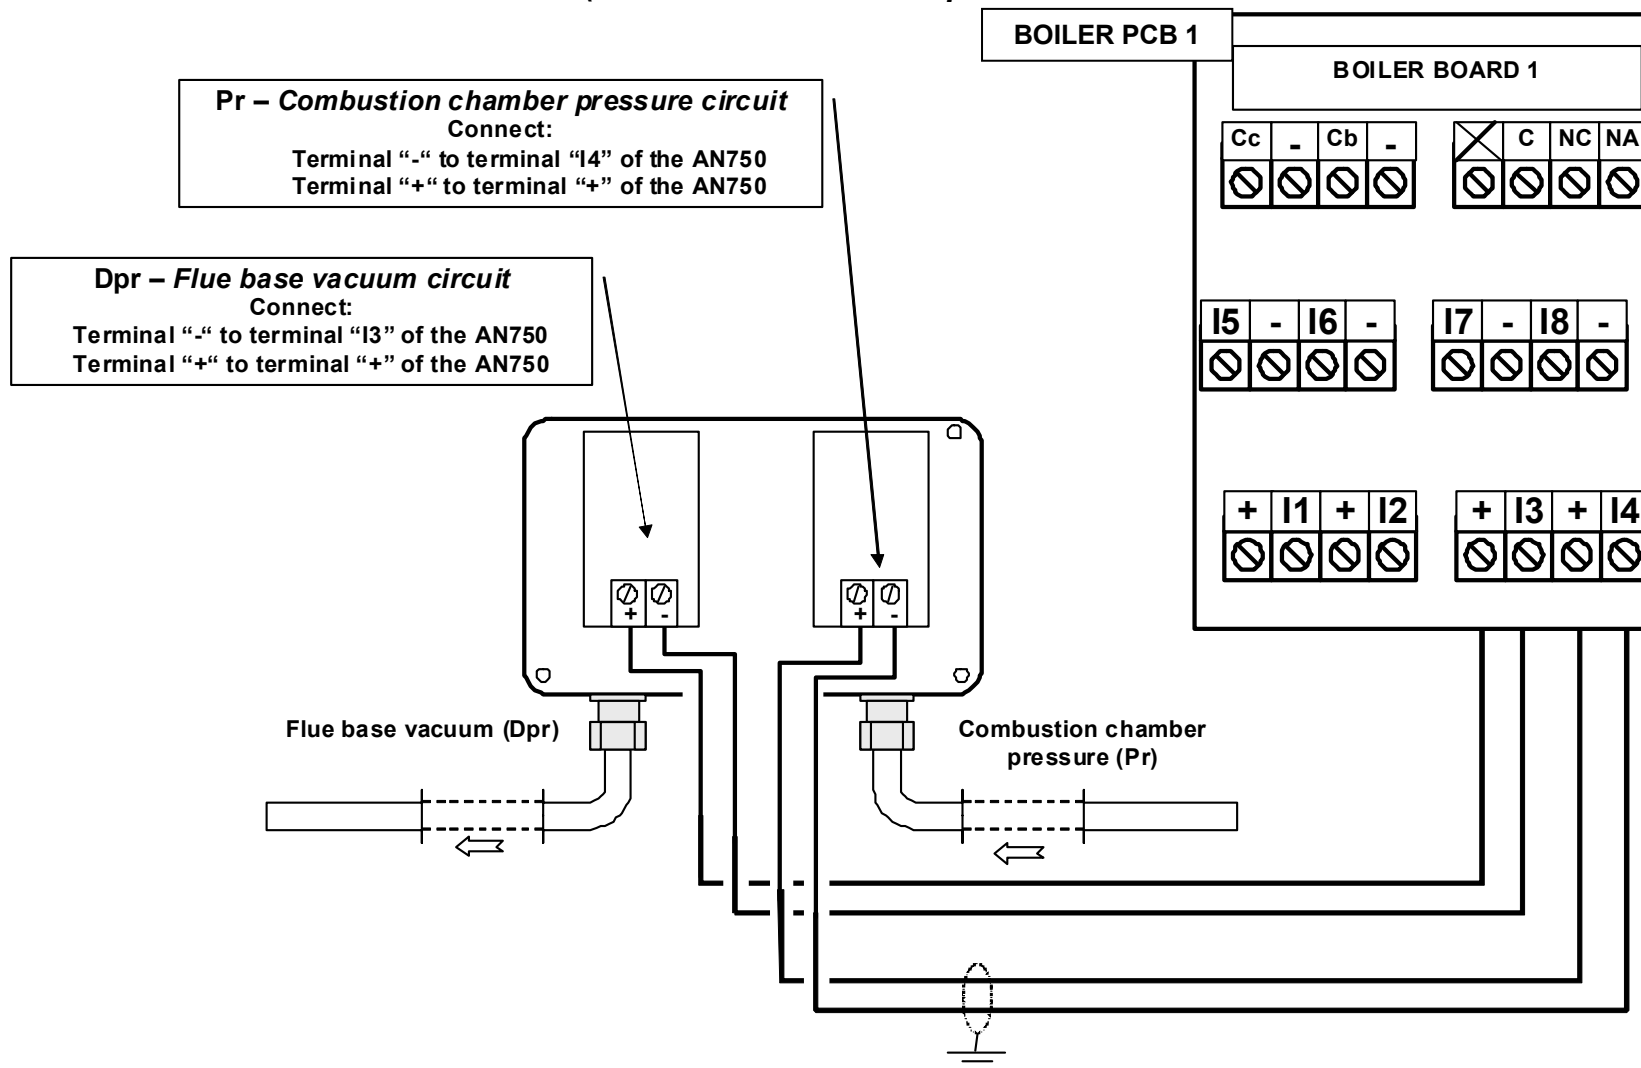 BOILER PCB 1
BOILER BOARD 1
Pr – Combustion chamber pressure circuit
Connect:
Terminal “-“ to terminal “I4” of the AN750
Terminal “+“ to terminal “+” of the AN750
Cc - Cb -
C NC NA
Dpr – Flue base vacuum circuit
Connect:
Terminal “-“ to terminal “I3” of the AN750
Terminal “+“ to terminal “+” of the AN750
I5 - I6 -
I7 - I8 -
+ I1 + I2
+ I3 + I4
+ -
+ -
Flue base vacuum (Dpr)
Combustion chamber
pressure (Pr)